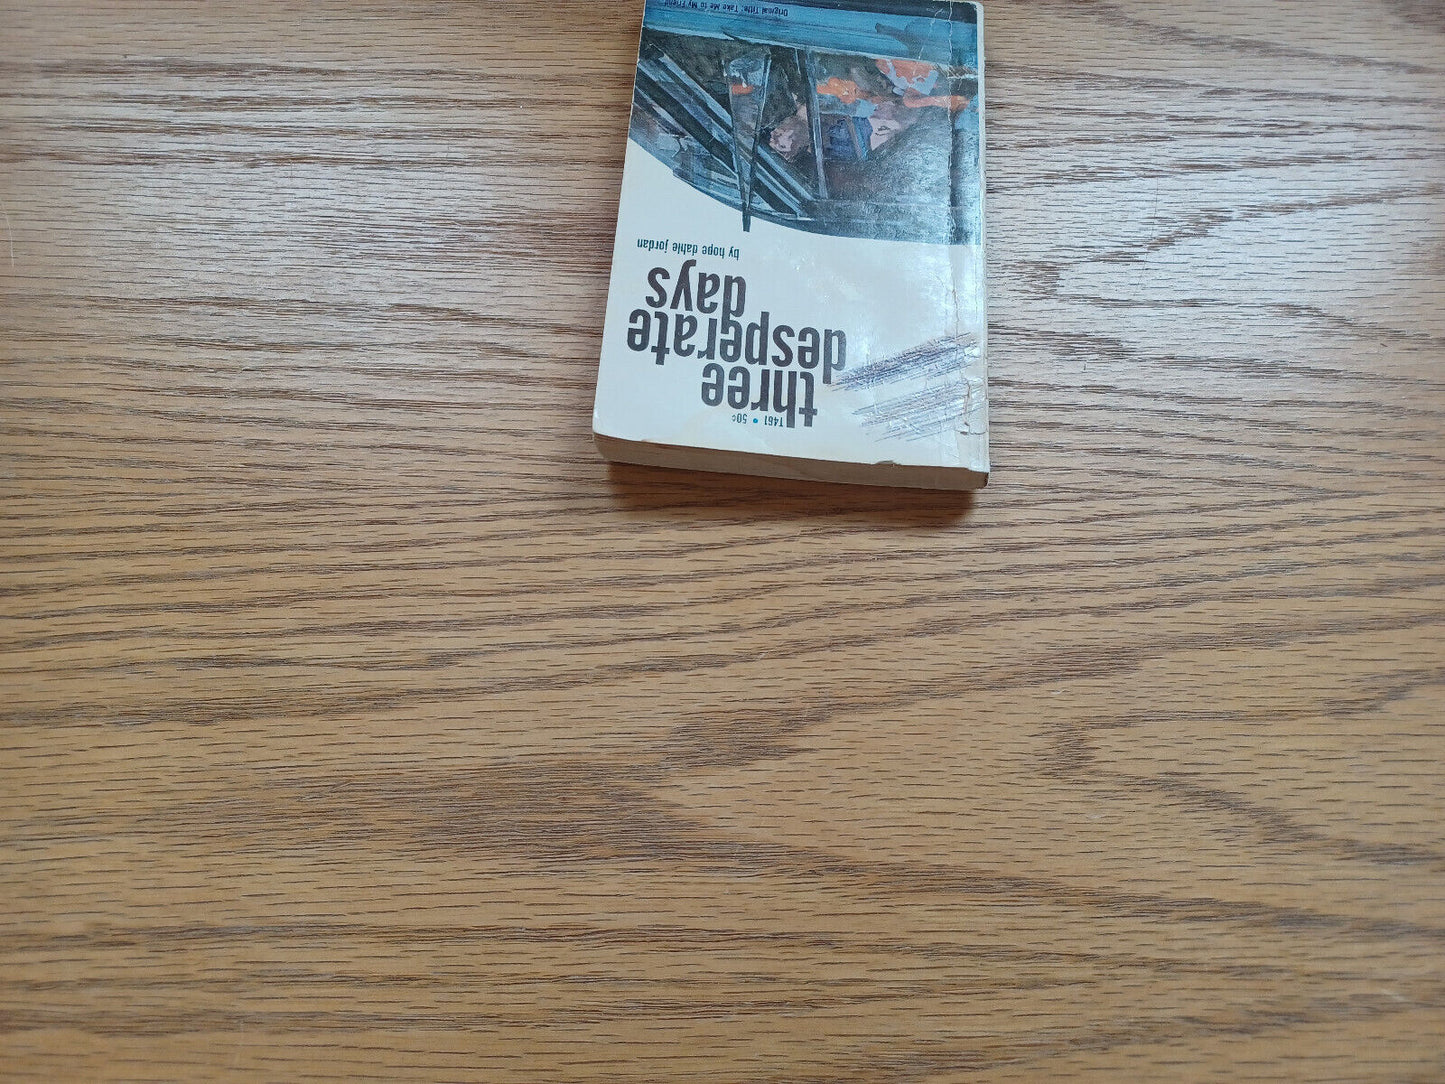 T461 • 50¢
three
desperate
days
by hope dahle jordan
Original Title: Take Me to My Friend